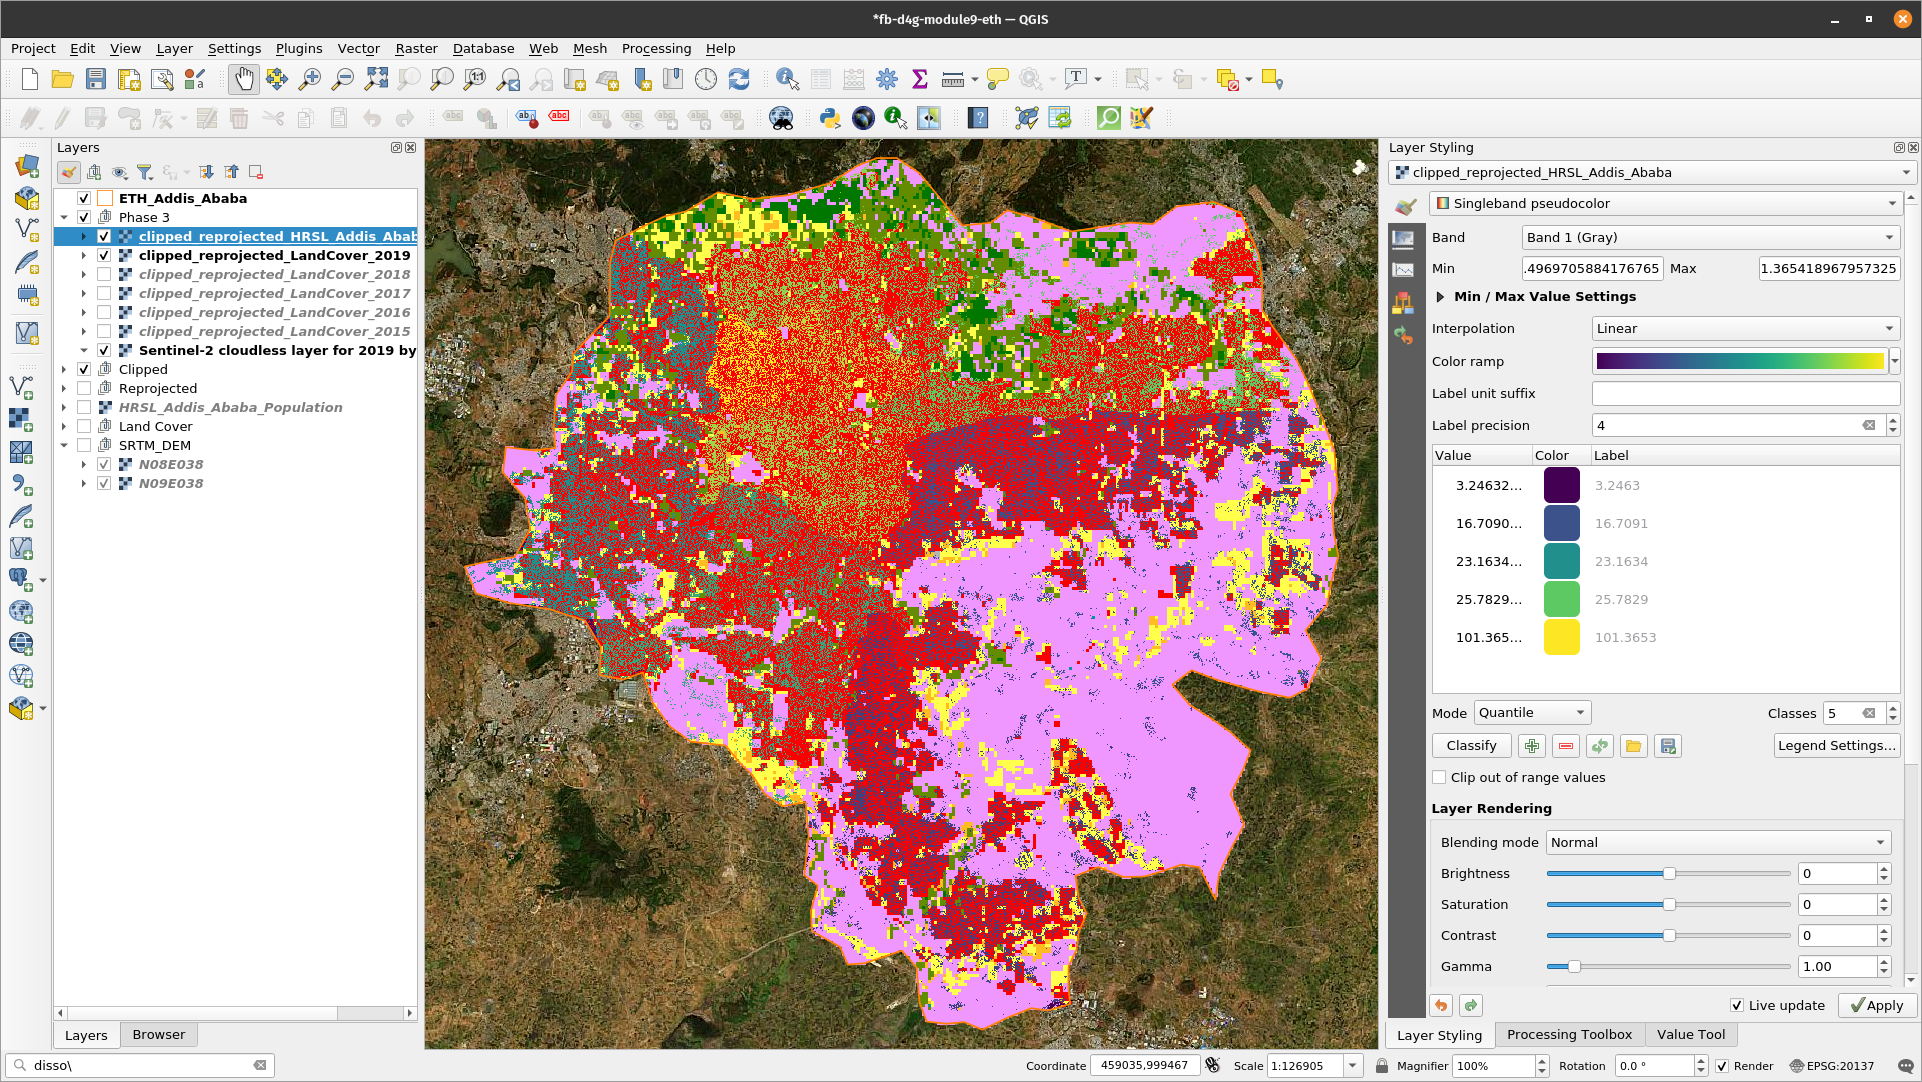 *fb-d4g-module9-eth — QGIS
Project Edit View Layer Settings Plugins Vector Raster Database Web Mesh Processing Help
Layers
ETH_Addis_Ababa
Phase 3
clipped_reprojected_HRSL_Addis_Abab
clipped_reprojected_LandCover_2019
clipped_reprojected_LandCover_2018
clipped_reprojected_LandCover_2017
clipped_reprojected_LandCover_2016
clipped_reprojected_LandCover_2015
Sentinel-2 cloudless layer for 2019 by
Clipped
Reprojected
HRSL_Addis_Ababa_Population
Land Cover
SRTM_DEM
N08E038
N09E038
Layers Browser
disso\
Layer Styling
clipped_reprojected_HRSL_Addis_Ababa
Singleband pseudocolor
Band Band 1 (Gray)
Min .4969705884176765 Max 1.365418967957325
Min / Max Value Settings
Interpolation Linear
Color ramp
Label unit suffix
Label precision 4
Value Color Label
3.24632... 3.2463
16.7090... 16.7091
23.1634... 23.1634
25.7829... 25.7829
101.365... 101.3653
Mode Quantile Classes 5
Classify Legend Settings...
Clip out of range values
Layer Rendering
Blending mode Normal
Brightness 0
Saturation 0
Contrast 0
Gamma 1.00
Live update Apply
Layer Styling Processing Toolbox Value Tool
Coordinate 459035,999467 Scale 1:126905 Magnifier 100% Rotation 0.0 ° Render EPSG:20137